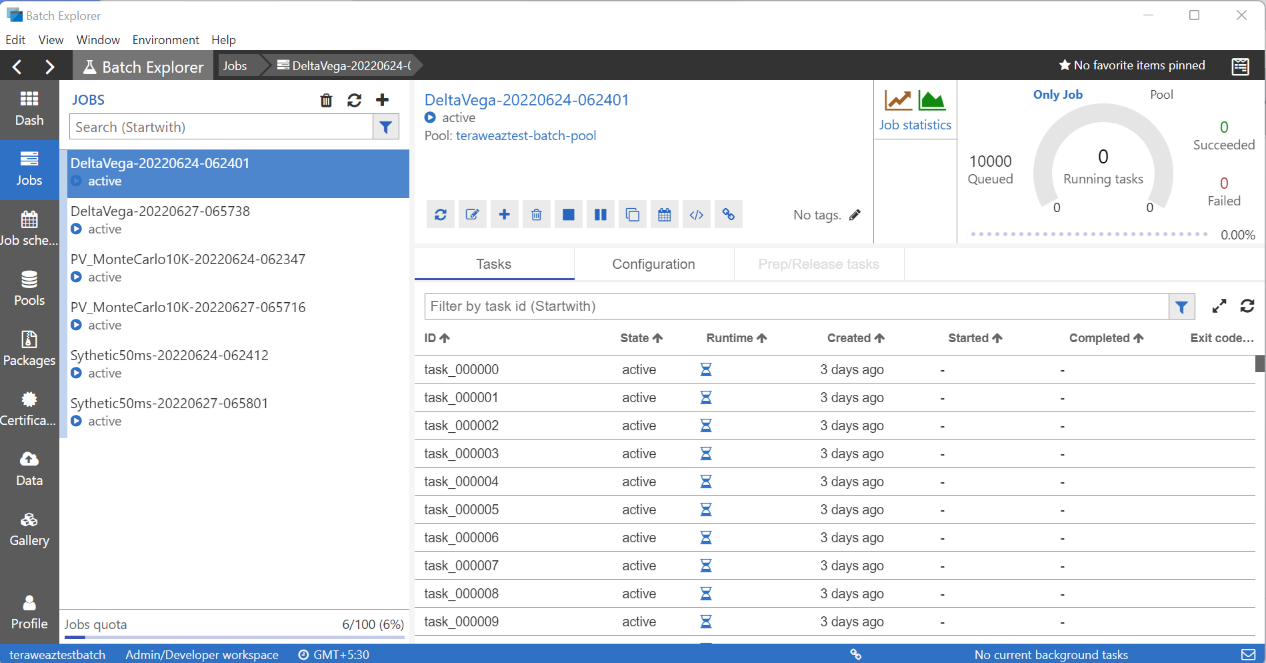 Batch Explorer
Edit View Window Environment Help
Batch Explorer Jobs DeltaVega-20220624-0 No favorite items pinned
Dash
Jobs
Job sche...
Pools
Packages
Certifica...
Data
Gallery
Profile
JOBS
Search (Startwith)
DeltaVega-20220624-062401
active
DeltaVega-20220627-065738
active
PV_MonteCarlo10K-20220624-062347
active
PV_MonteCarlo10K-20220627-065716
active
Sythetic50ms-20220624-062412
active
Sythetic50ms-20220627-065801
active
Jobs quota 6/100 (6%)
DeltaVega-20220624-062401
active
Pool: teraweaztest-batch-pool
No tags.
Job statistics
Only Job Pool
10000
Queued
0
Running tasks
0 0
0
Succeeded
0
Failed
0.00%
Tasks Configuration Prep/Release tasks
Filter by task id (Startwith)
ID State Runtime Created Started Completed Exit code...
task_000000 active 3 days ago - -
task_000001 active 3 days ago - -
task_000002 active 3 days ago - -
task_000003 active 3 days ago - -
task_000004 active 3 days ago - -
task_000005 active 3 days ago - -
task_000006 active 3 days ago - -
task_000007 active 3 days ago - -
task_000008 active 3 days ago - -
task_000009 active 3 days ago - -
teraweaztestbatch Admin/Developer workspace GMT+5:30 No current background tasks